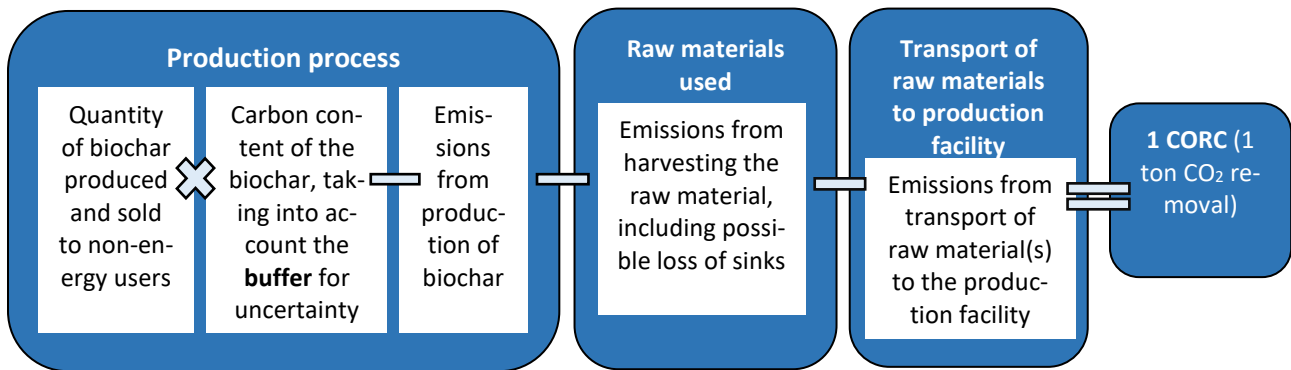 Production process
Quantity
of biochar
produced
and sold
to non-en-
ergy users
Carbon con-
tent of the
biochar, tak-
ing into ac-
count the
buffer for
uncertainty
Emis-
sions
from
produc-
tion of
biochar
Raw materials
used
Emissions from
harvesting the
raw material,
including possi-
ble loss of sinks
Transport of
raw materials
to production
facility
Emissions from
transport of
raw material(s)
to the produc-
tion facility
1 CORC (1
ton CO₂ re-
moval)